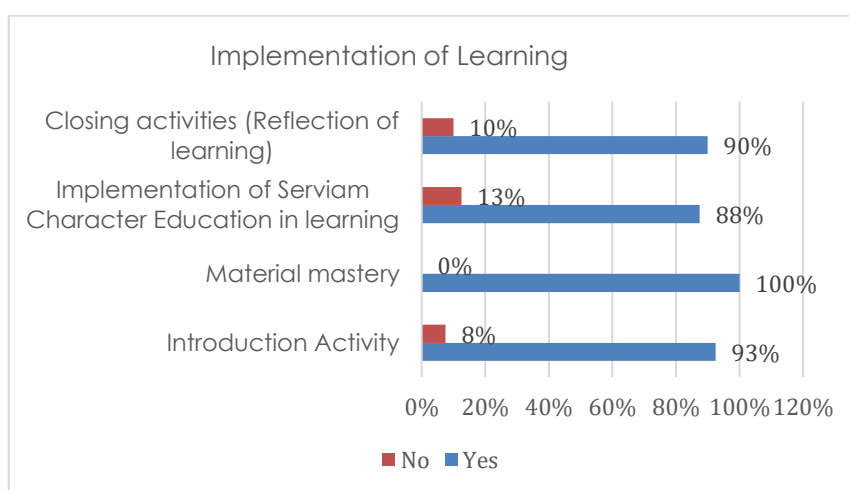 Implementation of Learning
Closing activities (Reflection of
learning)
10%
90%
Implementation of Serviam
Character Education in learning
13%
88%
Material mastery
0%
100%
Introduction Activity
8%
93%
0% 20% 40% 60% 80% 100% 120%
No Yes